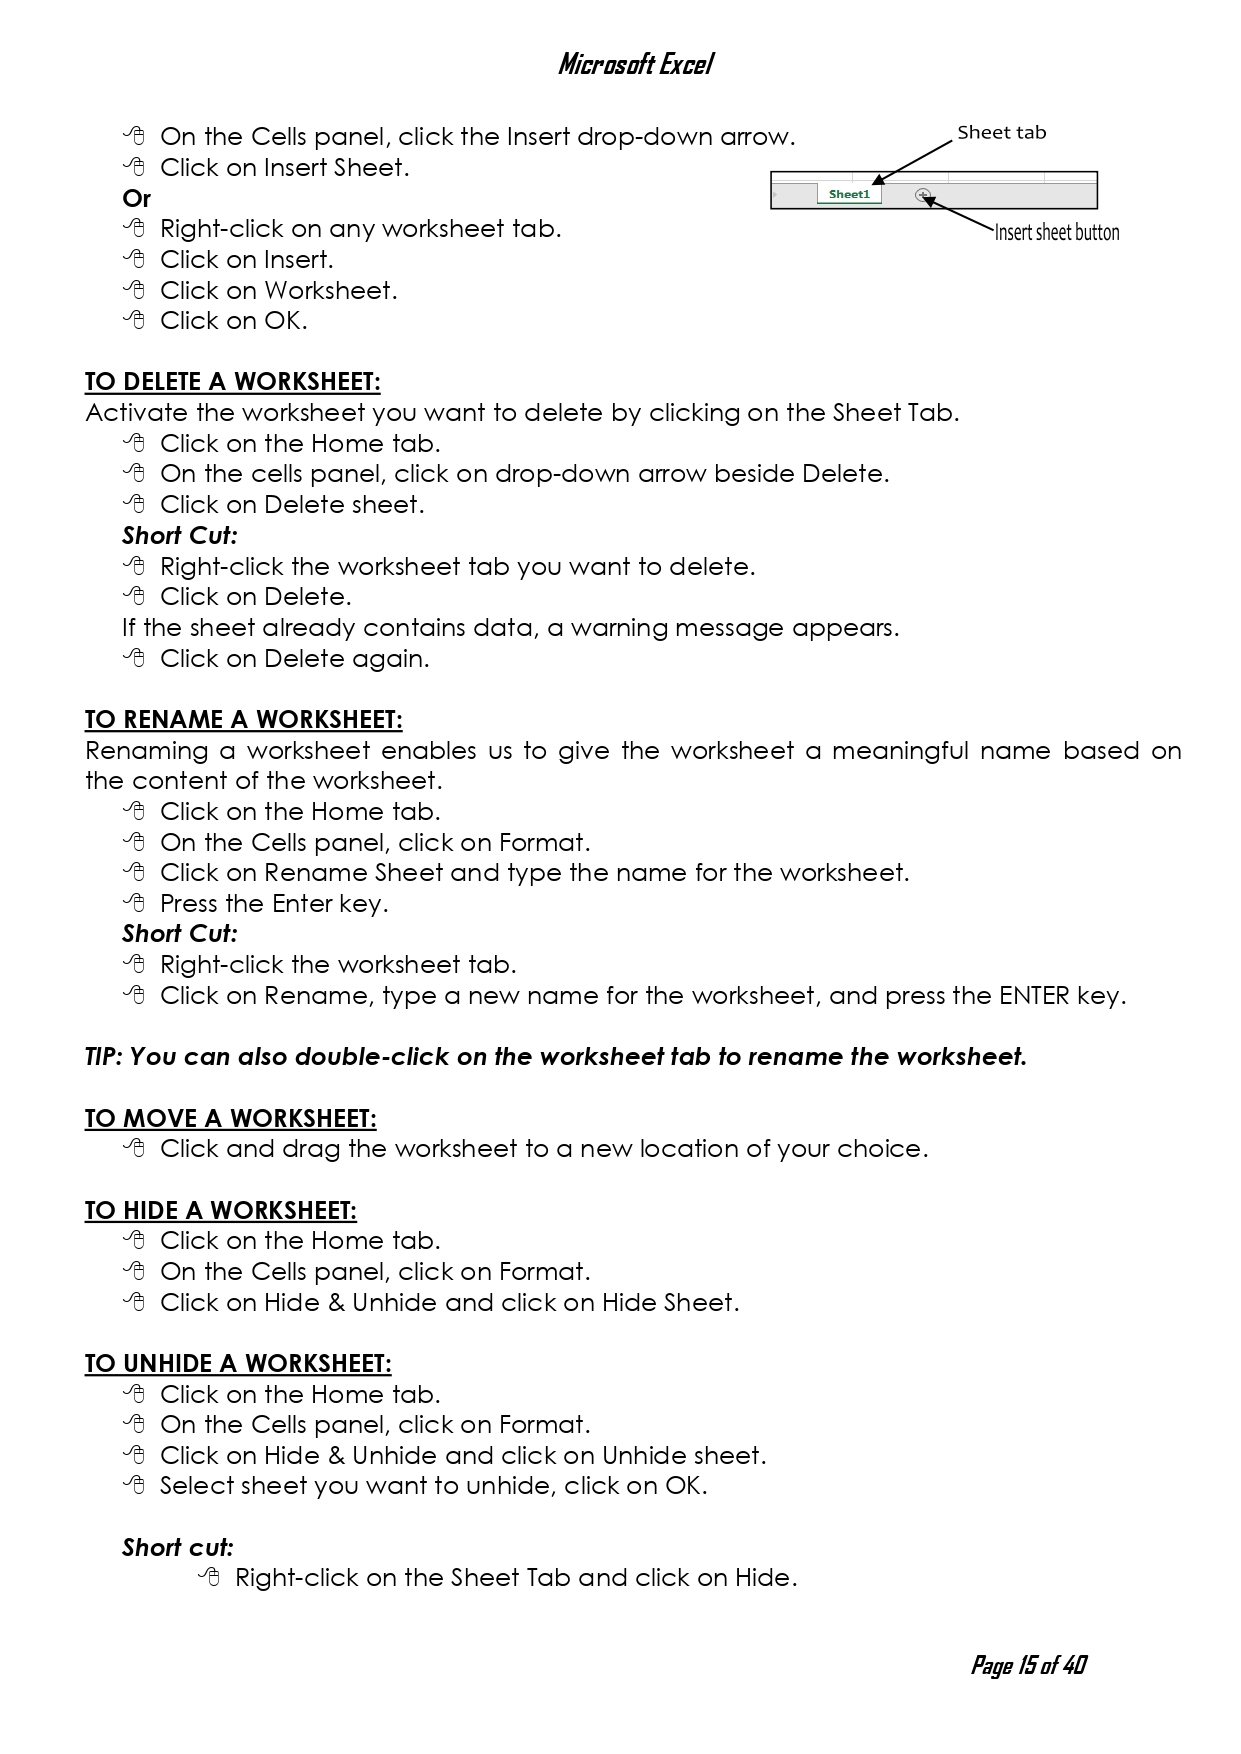 Microsoft Excel
On the Cells panel, click the Insert drop-down arrow.
Click on Insert Sheet.
Sheet tab
Sheet1
Insert sheet button
Or
Right-click on any worksheet tab.
Click on Insert.
Click on Worksheet.
Click on OK.
TO DELETE A WORKSHEET:
Activate the worksheet you want to delete by clicking on the Sheet Tab.
Click on the Home tab.
On the cells panel, click on drop-down arrow beside Delete.
Click on Delete sheet.
Short Cut:
Right-click the worksheet tab you want to delete.
Click on Delete.
If the sheet already contains data, a warning message appears.
Click on Delete again.
TO RENAME A WORKSHEET:
Renaming a worksheet enables us to give the worksheet a meaningful name based on
the content of the worksheet.
Click on the Home tab.
On the Cells panel, click on Format.
Click on Rename Sheet and type the name for the worksheet.
Press the Enter key.
Short Cut:
Right-click the worksheet tab.
Click on Rename, type a new name for the worksheet, and press the ENTER key.
TIP: You can also double-click on the worksheet tab to rename the worksheet.
TO MOVE A WORKSHEET:
Click and drag the worksheet to a new location of your choice.
TO HIDE A WORKSHEET:
Click on the Home tab.
On the Cells panel, click on Format.
Click on Hide & Unhide and click on Hide Sheet.
TO UNHIDE A WORKSHEET:
Click on the Home tab.
On the Cells panel, click on Format.
Click on Hide & Unhide and click on Unhide sheet.
Select sheet you want to unhide, click on OK.
Short cut:
Right-click on the Sheet Tab and click on Hide.
Page 15 of 40